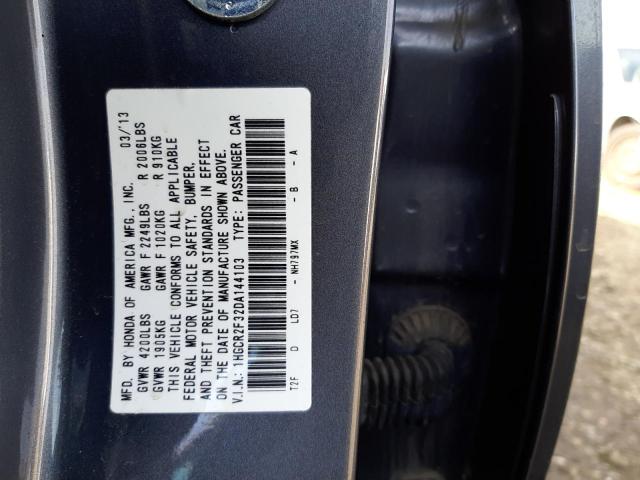 MFD. BY HONDA OF AMERICA MFG., INC. 03/'13
GVWR 4200LBS GAWR F 2249LBS R 2006LBS
GVWR 1905KG GAWR F 1020KG R 910KG
THIS VEHICLE CONFORMS TO ALL APPLICABLE
FEDERAL MOTOR VEHICLE SAFETY, BUMPER,
AND THEFT PREVENTION STANDARDS IN EFFECT
ON THE DATE OF MANUFACTURE SHOWN ABOVE.
V.I.N.: 1HGCR2F32DA144103 TYPE: PASSENGER CAR
T2F D LD7 - NH797MX - B - A